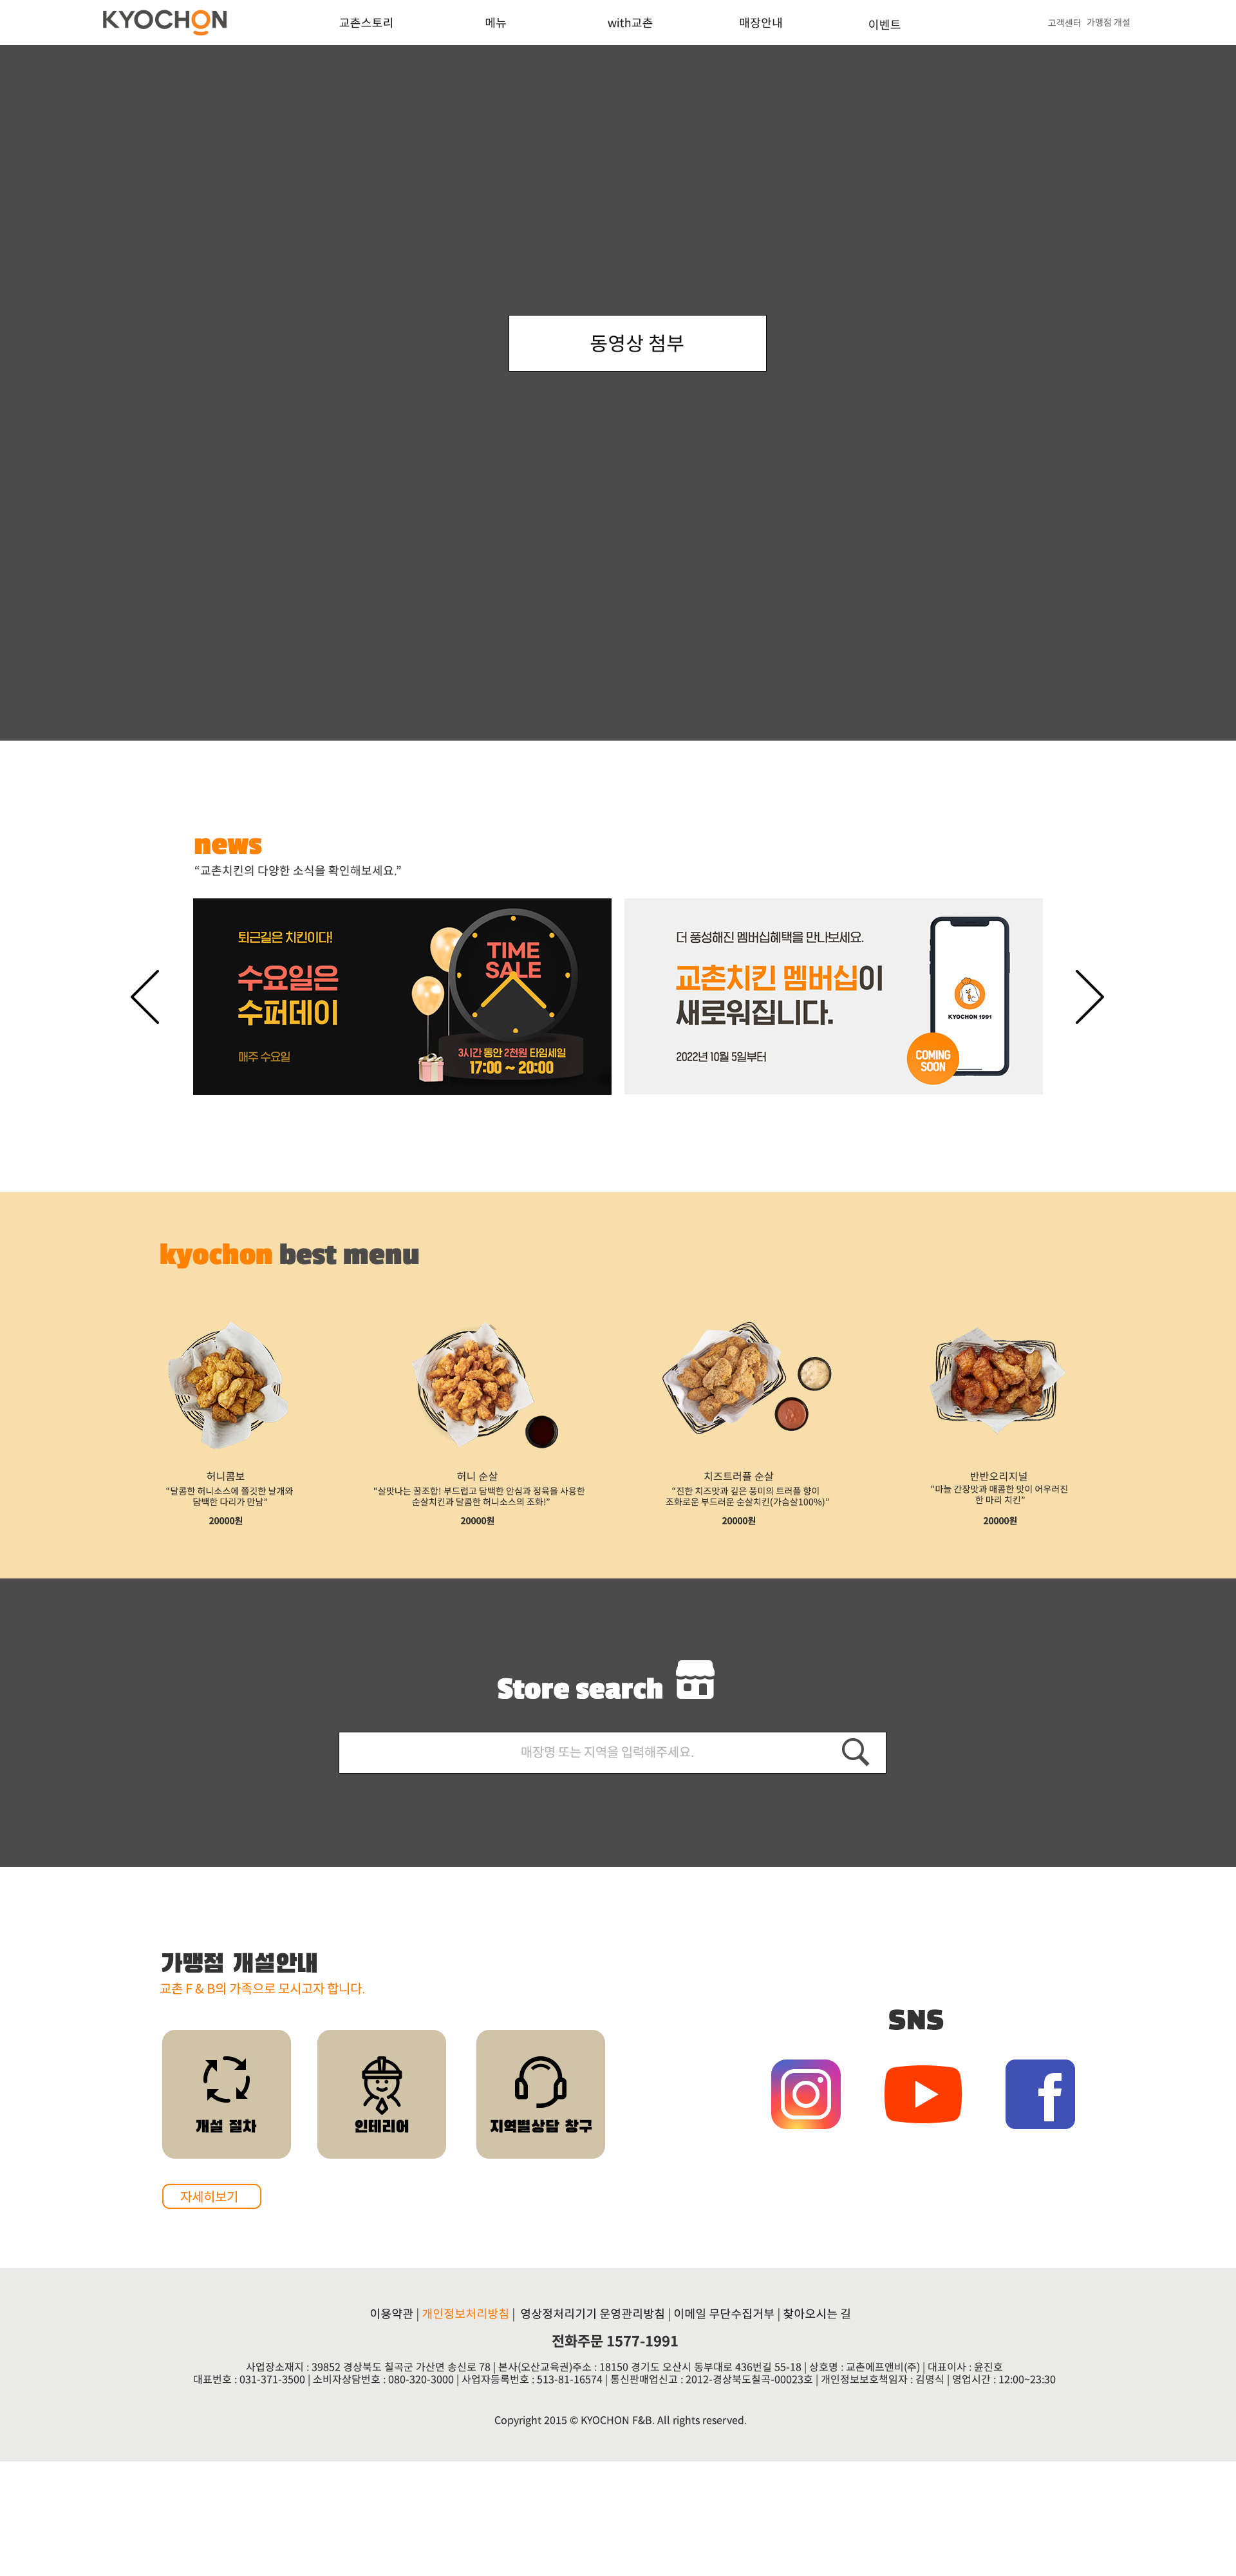 KYOCHON
교촌스토리 메뉴 with교촌 매장안내 이벤트 고객센터 가맹점 개설
동영상 첨부
news
“교촌치킨의 다양한 소식을 확인해보세요.”
퇴근길은 치킨이다!
수요일은
수퍼데이
매주 수요일
TIME
SALE
3시간 동안 2천원 타임세일
17:00 ~ 20:00
더 풍성해진 멤버십혜택을 만나보세요.
교촌치킨 멤버십이
새로워집니다.
2022년 10월 5일부터
KYOCHON 1991
COMING
SOON
kyochon best menu
허니콤보
“달콤한 허니소스에 쫄깃한 날개와
담백한 다리가 만남”
20000원
허니 순살
“살맛나는 꿀조합! 부드럽고 담백한 안심과 정육을 사용한
순살치킨과 달콤한 허니소스의 조화!”
20000원
치즈트러플 순살
“진한 치즈맛과 깊은 풍미의 트러플 향이
조화로운 부드러운 순살치킨(가슴살100%)”
20000원
반반오리지널
“마늘 간장맛과 매콤한 맛이 어우러진
한 마리 치킨”
20000원
Store search
매장명 또는 지역을 입력해주세요.
가맹점 개설안내
교촌 F & B의 가족으로 모시고자 합니다.
개설 절차
인테리어
지역별상담 창구
자세히보기
SNS
이용약관 | 개인정보처리방침 | 영상정처리기기 운영관리방침 | 이메일 무단수집거부 | 찾아오시는 길
전화주문 1577-1991
사업장소재지 : 39852 경상북도 칠곡군 가산면 송신로 78 | 본사(오산교육권)주소 : 18150 경기도 오산시 동부대로 436번길 55-18 | 상호명 : 교촌에프앤비(주) | 대표이사 : 윤진호
대표번호 : 031-371-3500 | 소비자상담번호 : 080-320-3000 | 사업자등록번호 : 513-81-16574 | 통신판매업신고 : 2012-경상북도칠곡-00023호 | 개인정보보호책임자 : 김명식 | 영업시간 : 12:00~23:30
Copyright 2015 © KYOCHON F&B. All rights reserved.